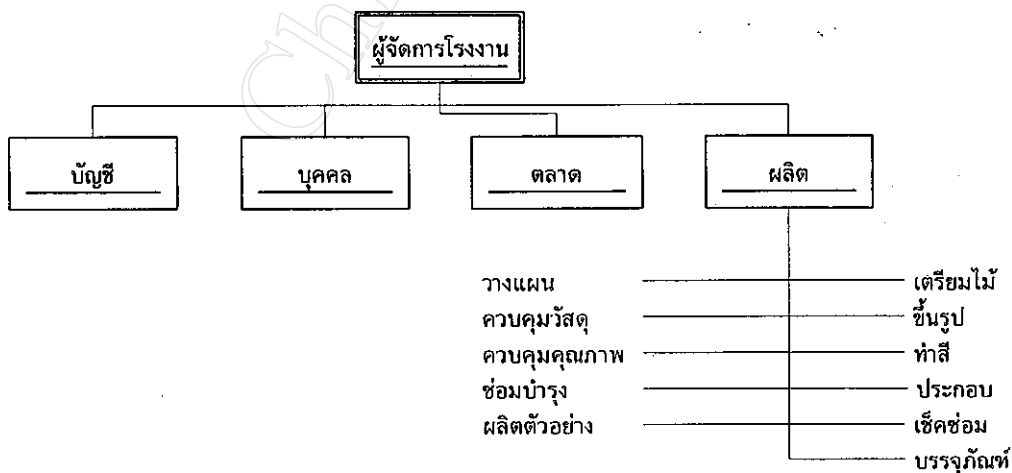 ผู้จัดการโรงงาน
บัญชี บุคคล ตลาด ผลิต
วางแผน เตรียมไม้
ควบคุมวัสดุ ขึ้นรูป
ควบคุมคุณภาพ ทำสี
ซ่อมบำรุง ประกอบ
ผลิตตัวอย่าง เช็คซ่อม
บรรจุภัณฑ์